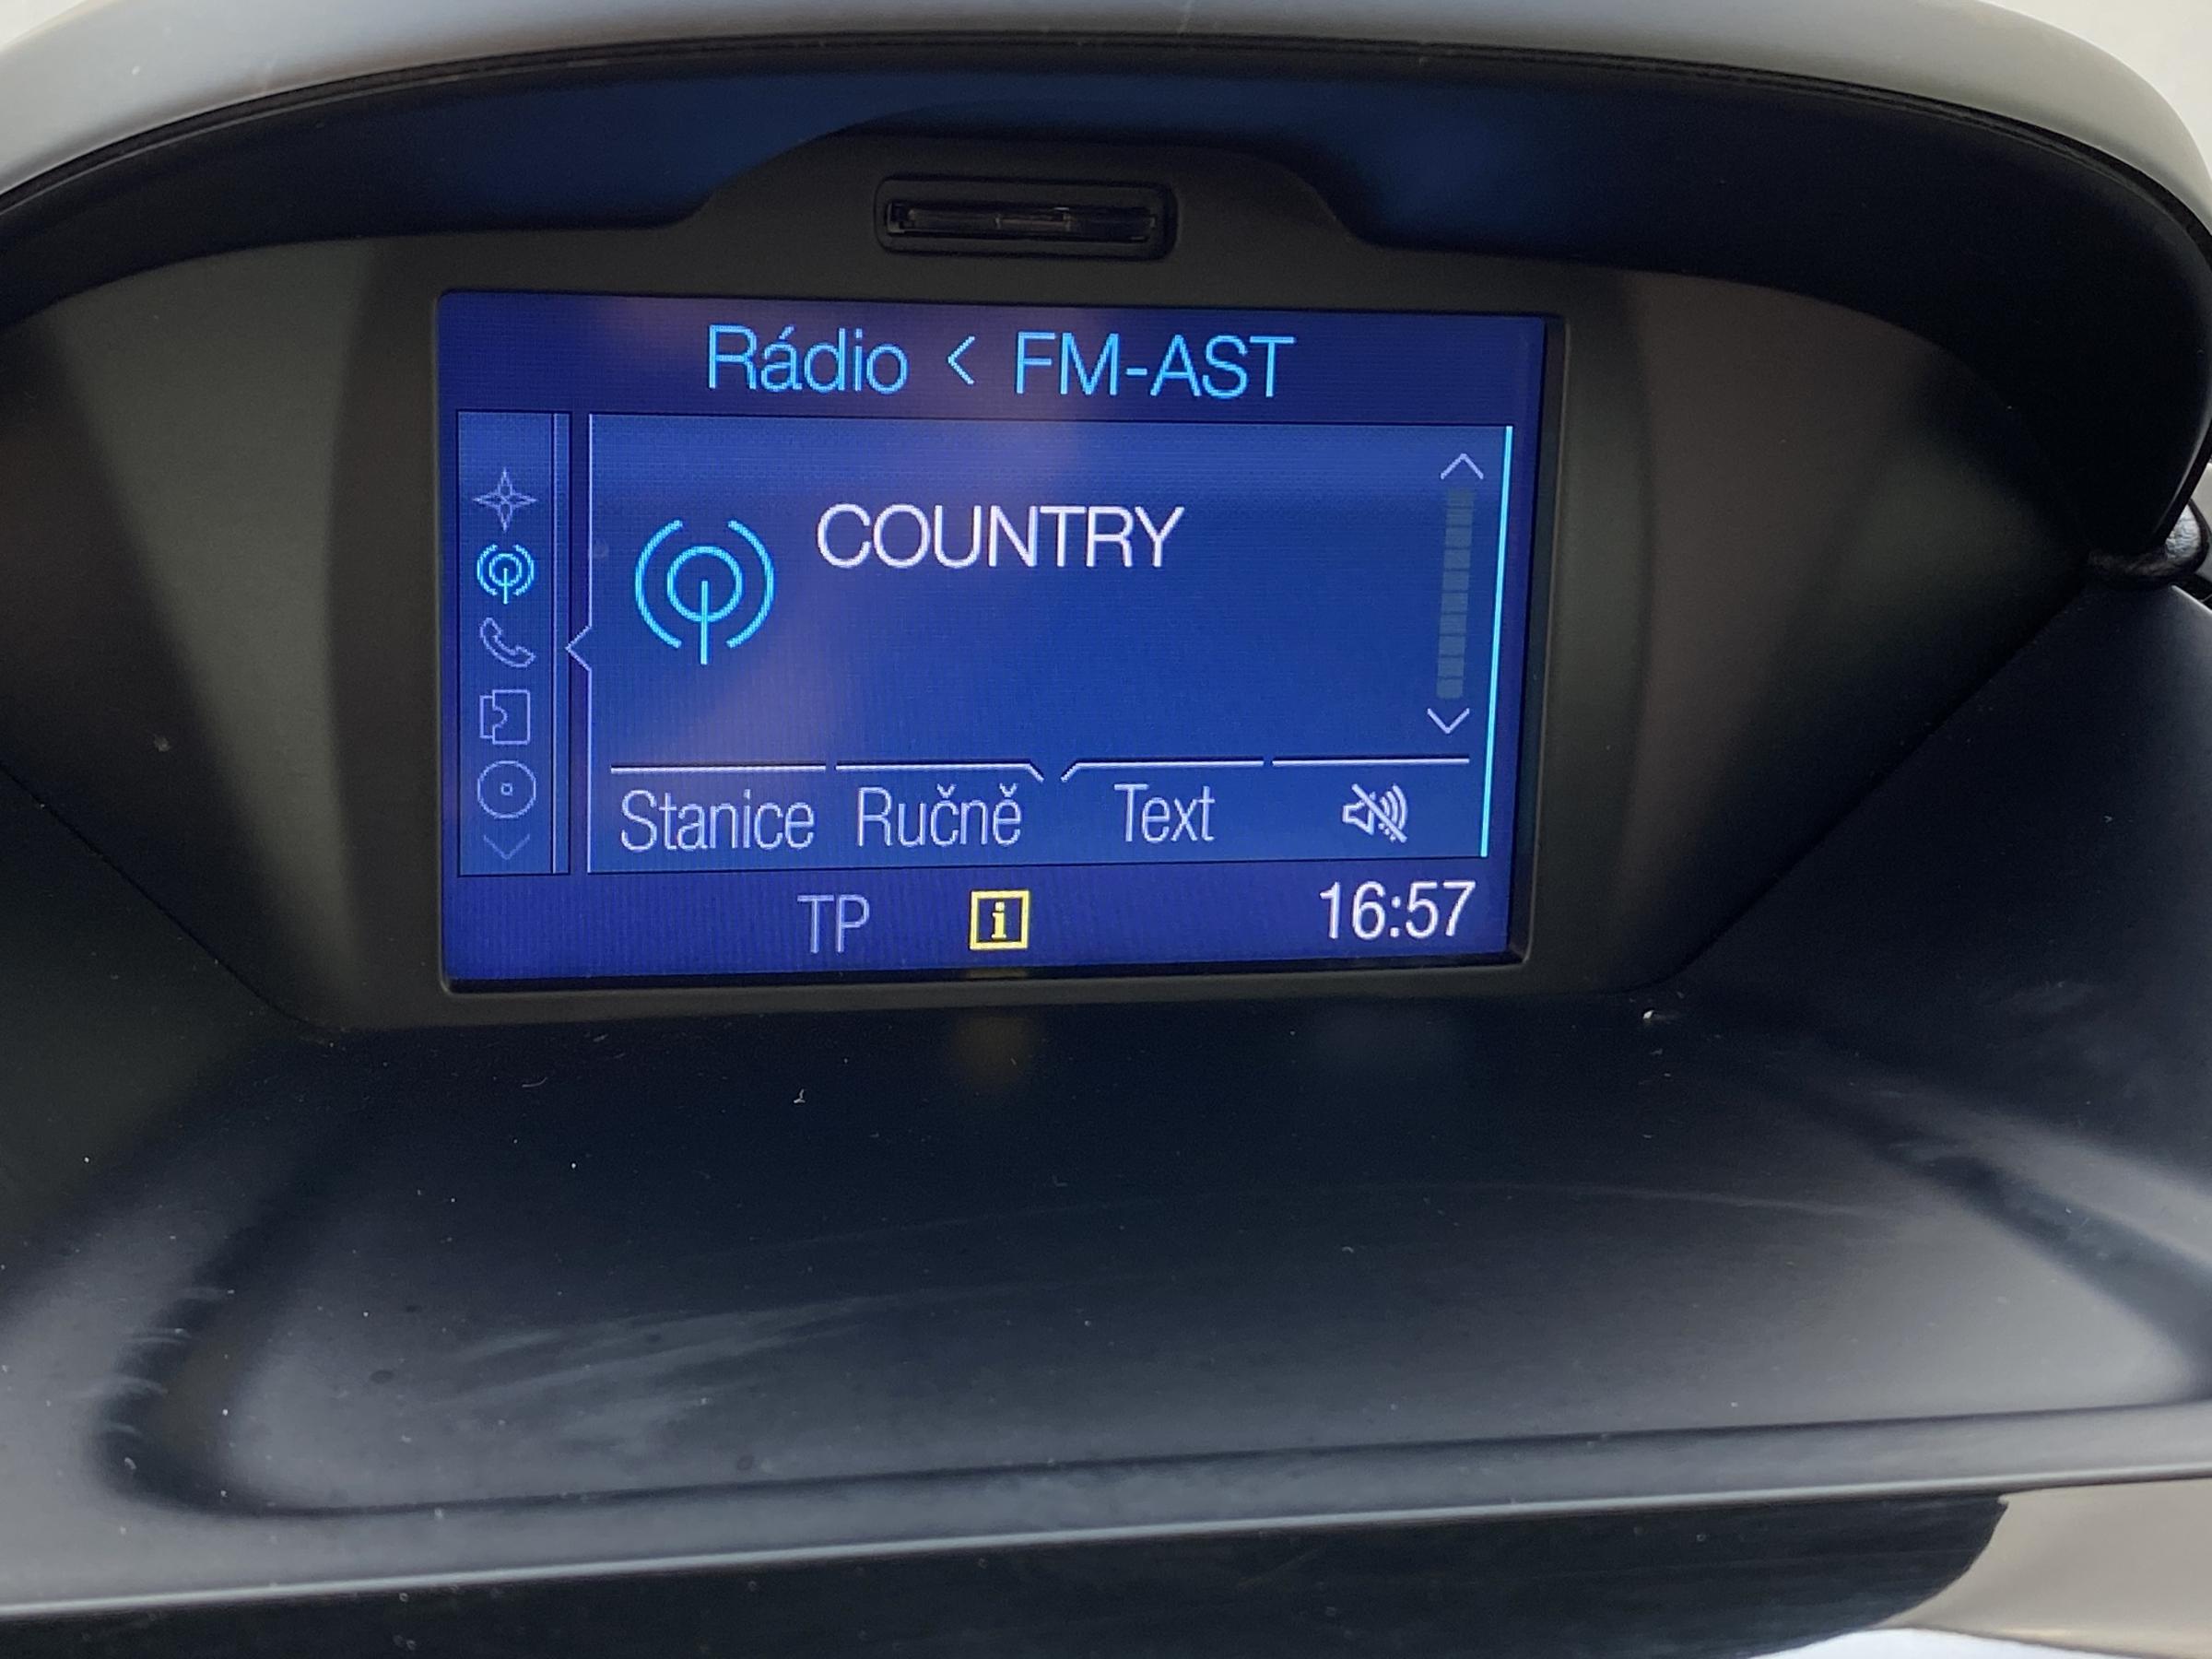 Rádio < FM-AST
COUNTRY
Stanice Ručně Text
TP i 16:57